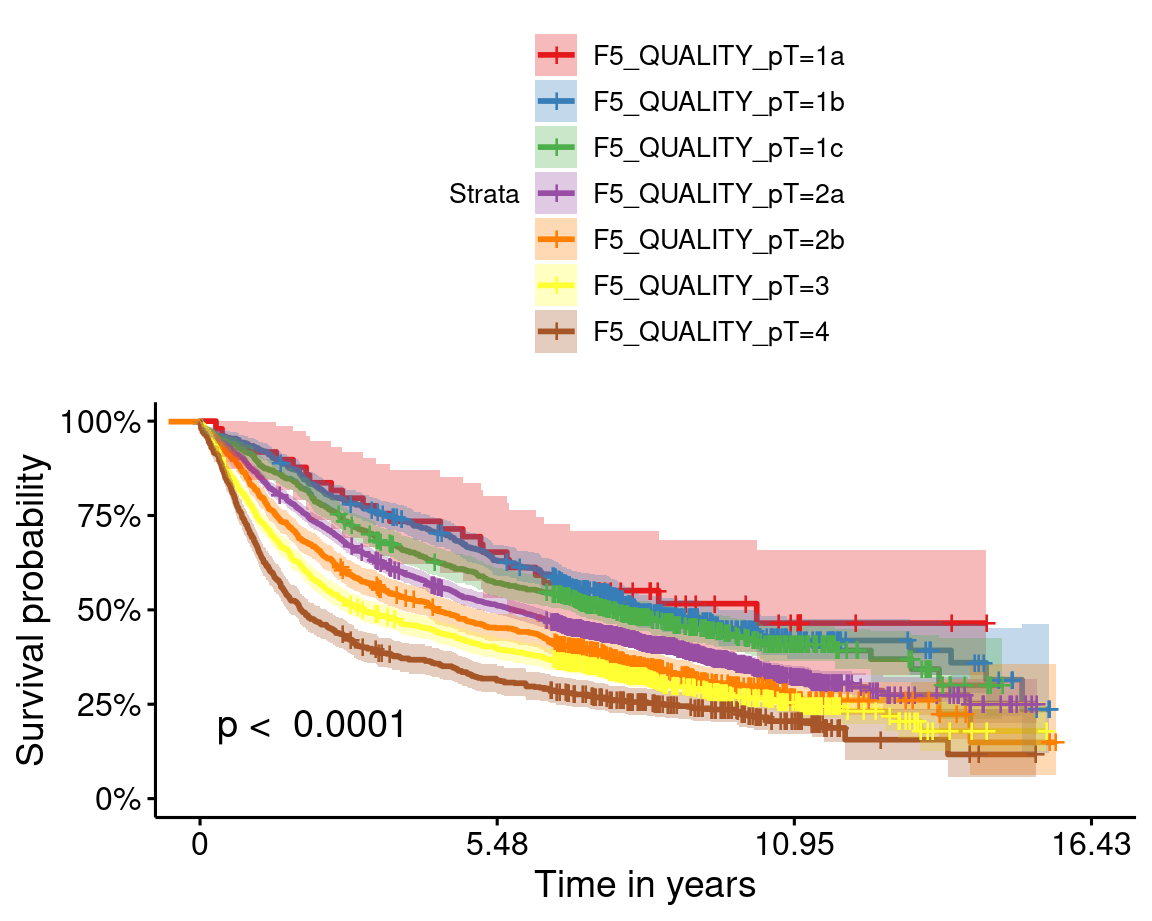 F5_QUALITY_pT=1a
F5_QUALITY_pT=1b
F5_QUALITY_pT=1c
Strata F5_QUALITY_pT=2a
F5_QUALITY_pT=2b
F5_QUALITY_pT=3
F5_QUALITY_pT=4
100%
75%
50%
25%
0%
Survival probability
p < 0.0001
0 5.48 10.95 16.43
Time in years